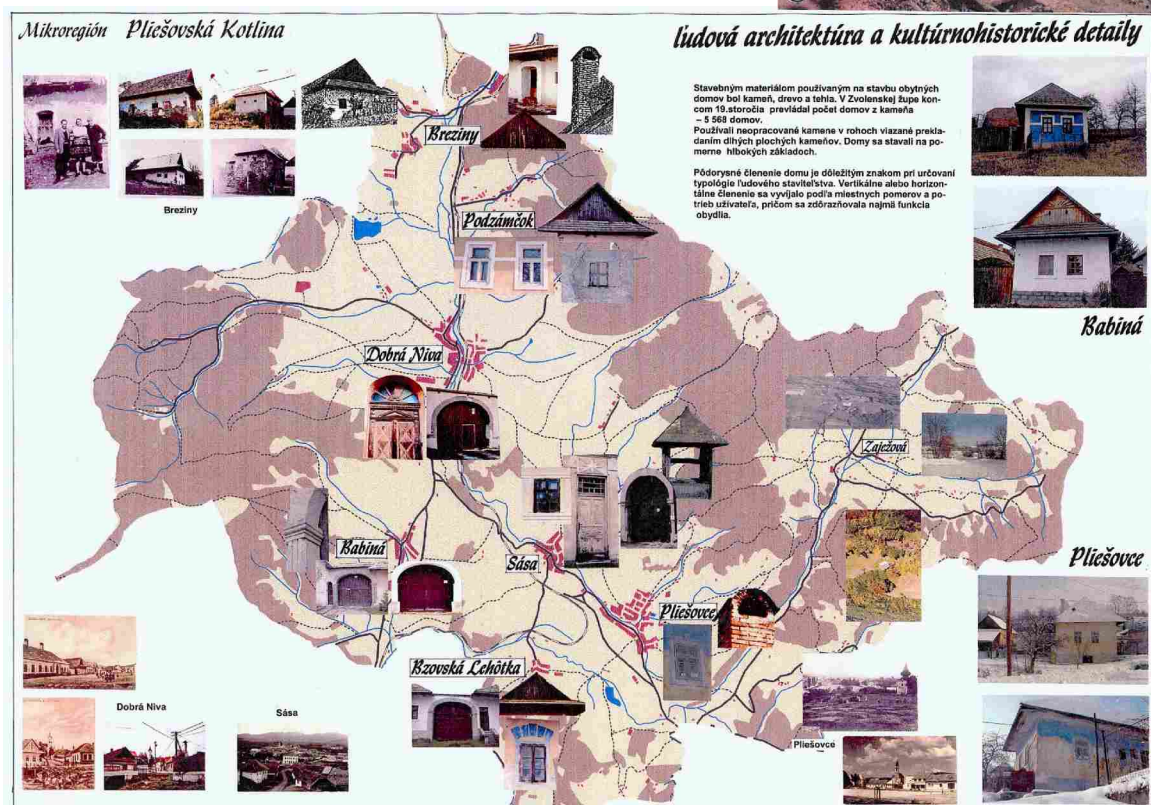 Mikroregión Pliešovská Kotlina
ľudová architektúra a kultúrnohistorické detaily
Stavebným materiálom používaným na stavbu obytných
domov bol kameň, drevo a tehla. V Zvolenskej župe kon-
com 19.storočia prevládal počet domov z kameňa
– 5 568 domov.
Používali neopracované kamene v rohoch viazané prekla-
daním dlhých plochých kameňov. Domy sa stavali na po-
merne hlbokých základoch.
Pôdorysné členenie domu je dôležitým znakom pri určovaní
typológie ľudového staviteľstva. Vertikálne alebo horizon-
tálne členenie sa vyvíjalo podľa miestnych pomerov a po-
trieb užívateľa, pričom sa zdôrazňovala najmä funkcia
obydlia.
Breziny
Breziny
Podzámčok
Babiná
Dobrá Niva
Zaježová
Babiná
Sása
Pliešovce
Pliešovce
Bzovská Lehôtka
Dobrá Niva
Sása
Pliešovce